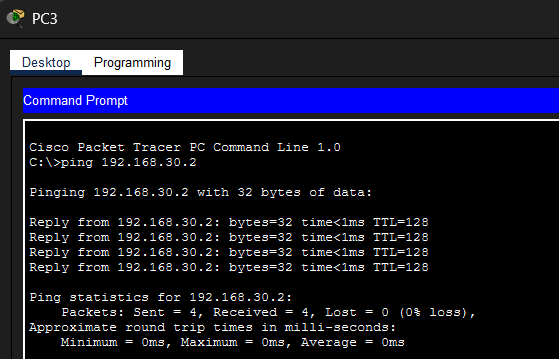 PC3
Desktop Programming
Command Prompt
Cisco Packet Tracer PC Command Line 1.0
C:\>ping 192.168.30.2
Pinging 192.168.30.2 with 32 bytes of data:
Reply from 192.168.30.2: bytes=32 time<1ms TTL=128
Reply from 192.168.30.2: bytes=32 time<1ms TTL=128
Reply from 192.168.30.2: bytes=32 time<1ms TTL=128
Reply from 192.168.30.2: bytes=32 time<1ms TTL=128
Ping statistics for 192.168.30.2:
Packets: Sent = 4, Received = 4, Lost = 0 (0% loss),
Approximate round trip times in milli-seconds:
Minimum = 0ms, Maximum = 0ms, Average = 0ms